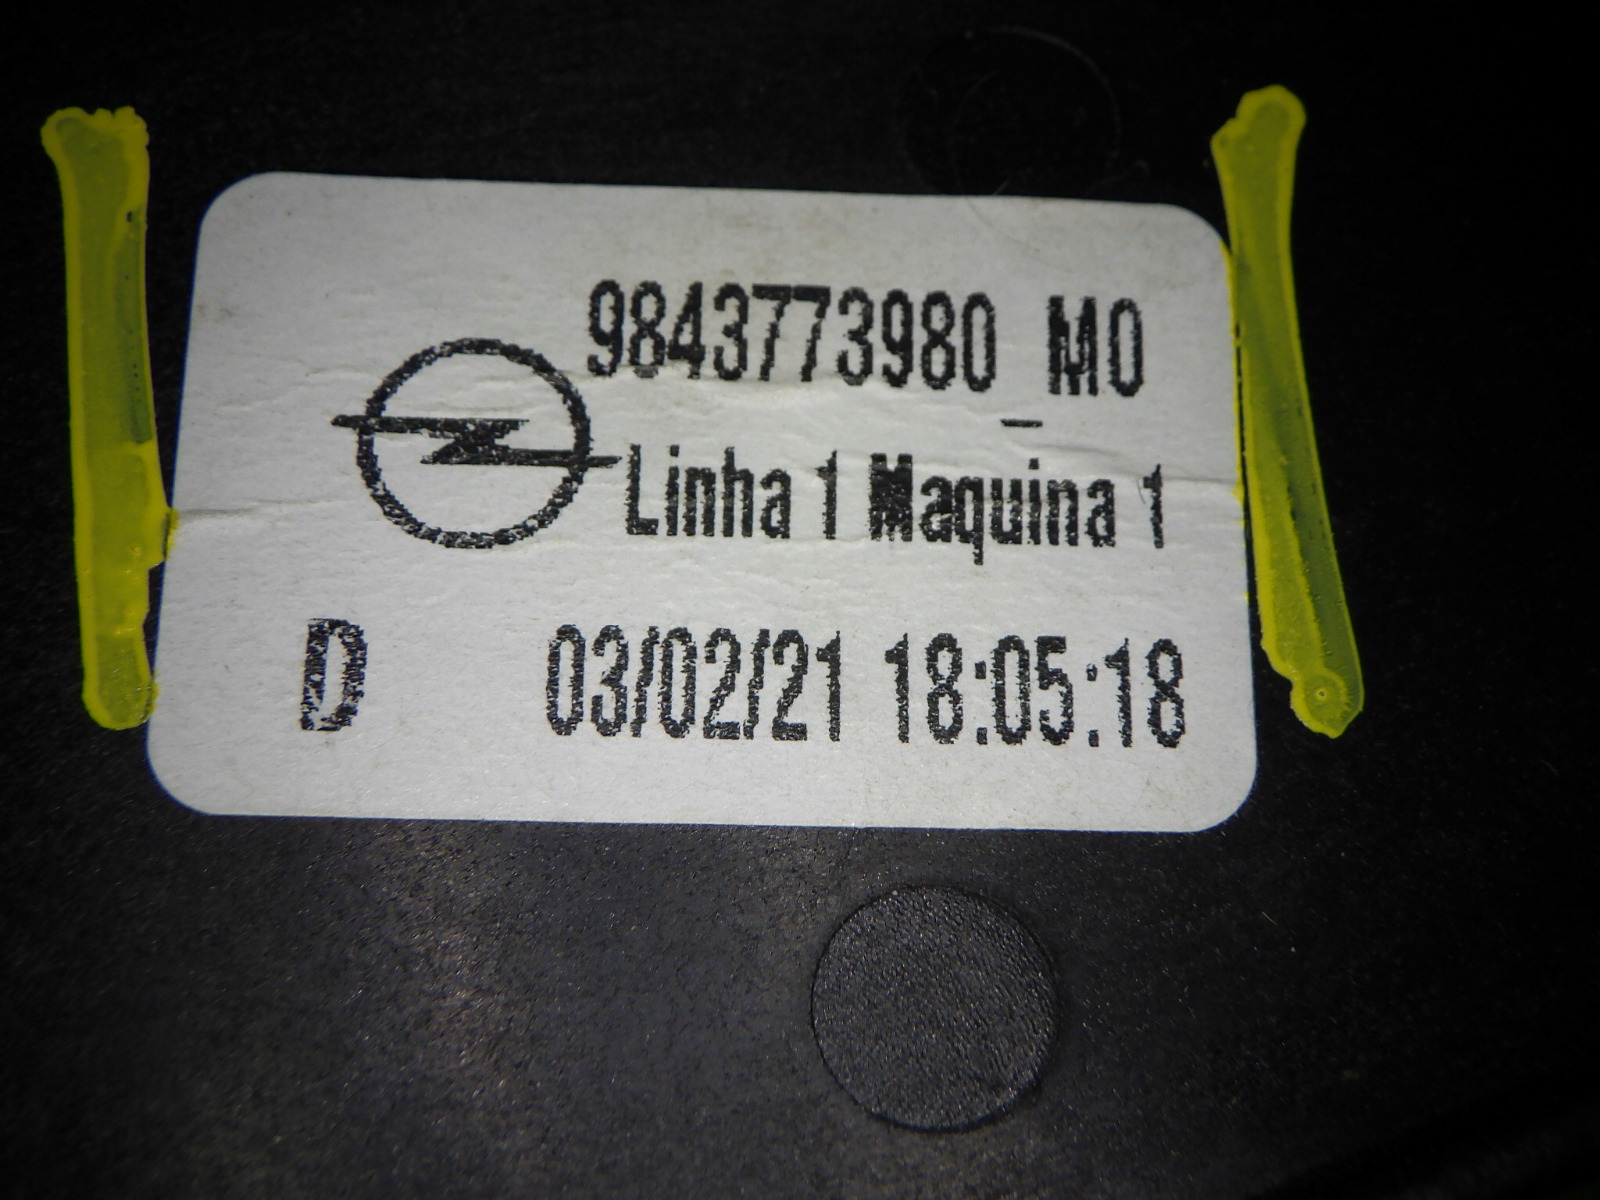 9843773980_M0
Linha 1 Maquina 1
D 03/02/21 18:05:18